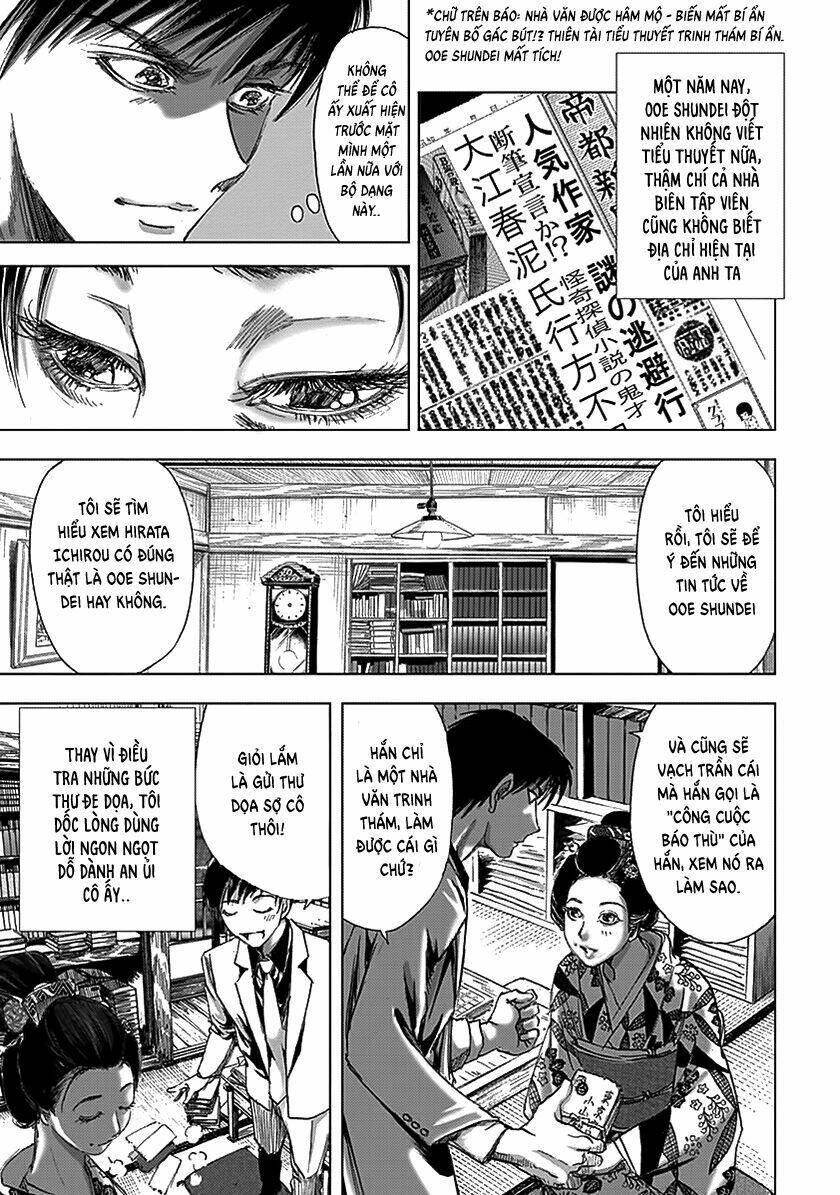 *CHỮ TRÊN BÁO: NHÀ VĂN ĐƯỢC HÂM MỘ - BIẾN MẤT BÍ ẨN
TUYÊN BỐ GÁC BÚT!? THIÊN TÀI TIỂU THUYẾT TRINH THÁM BÍ ẨN.
OOE SHUNDEI MẤT TÍCH!
MỘT NĂM NAY,
OOE SHUNDEI ĐỘT
NHIÊN KHÔNG VIẾT
TIỂU THUYẾT NỮA,
THẬM CHÍ CẢ NHÀ
BIÊN TẬP VIÊN
CŨNG KHÔNG BIẾT
ĐỊA CHỈ HIỆN TẠI
CỦA ANH TA
帝都新
人気作家 謎の逃避行
断筆宣言か!? 怪奇探偵小説の鬼才
大江春泥氏行方不
KHÔNG
THỂ ĐỂ CÔ
ẤY XUẤT HIỆN
TRƯỚC MẶT
MÌNH MỘT
LẦN NỮA VỚI
BỘ DẠNG
NÀY..
TÔI HIỂU
RỒI, TÔI SẼ ĐỂ
Ý ĐẾN NHỮNG
TIN TỨC VỀ
OOE SHUNDEI
TÔI SẼ TÌM
HIỂU XEM HIRATA
ICHIROU CÓ ĐÚNG
THẬT LÀ OOE SHUN-
DEI HAY KHÔNG.
VÀ CŨNG SẼ
VẠCH TRẦN CÁI
MÀ HẮN GỌI LÀ
"CÔNG CUỘC
BÁO THÙ" CỦA
HẮN, XEM NÓ RA
LÀM SAO.
HẮN CHỈ
LÀ MỘT NHÀ
VĂN TRINH
THÁM, LÀM
ĐƯỢC CÁI GÌ
CHỨ?
GIỎI LẮM
LÀ GỬI THƯ
DỌA SỢ CÔ
THÔI!
THAY VÌ ĐIỀU
TRA NHỮNG BỨC
THƯ ĐE DỌA, TÔI
DỐC LÒNG DÙNG
LỜI NGON NGỌT
DỖ DÀNH AN ỦI
CÔ ẤY..